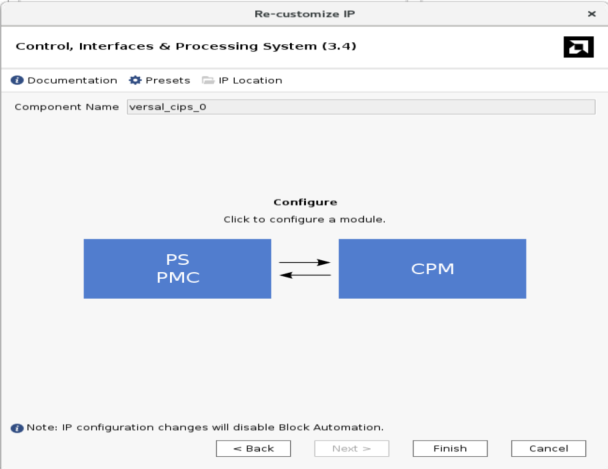 Re-customize IP
Control, Interfaces & Processing System (3.4)
Documentation Presets IP Location
Component Name versal_cips_0
Configure
Click to configure a module.
PS
PMC
CPM
Note: IP configuration changes will disable Block Automation.
< Back Next > Finish Cancel